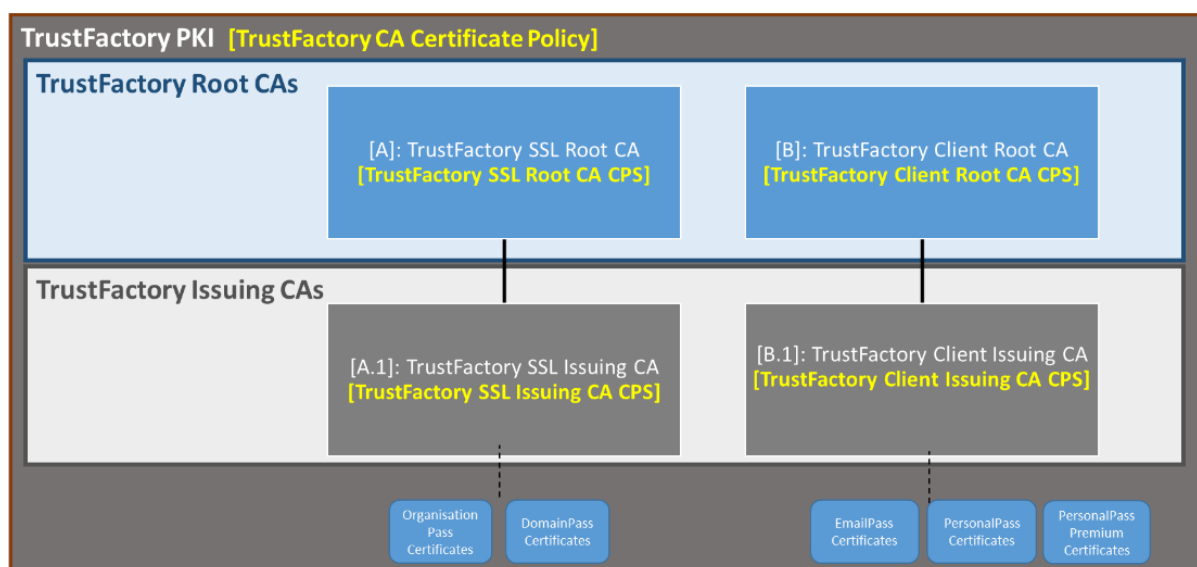 TrustFactory PKI [TrustFactory CA Certificate Policy]
TrustFactory Root CAs
[A]: TrustFactory SSL Root CA
[TrustFactory SSL Root CA CPS]
[B]: TrustFactory Client Root CA
[TrustFactory Client Root CA CPS]
TrustFactory Issuing CAs
[A.1]: TrustFactory SSL Issuing CA
[TrustFactory SSL Issuing CA CPS]
[B.1]: TrustFactory Client Issuing CA
[TrustFactory Client Issuing CA CPS]
Organisation
Pass
Certificates
DomainPass
Certificates
EmailPass
Certificates
PersonalPass
Certificates
PersonalPass
Premium
Certificates